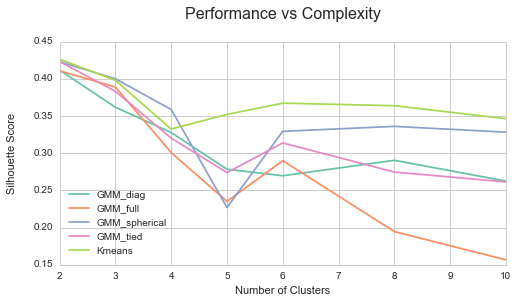 Performance vs Complexity
Silhouette Score
0.45
0.40
0.35
0.30
0.25
0.20
0.15
GMM_diag
GMM_full
GMM_spherical
GMM_tied
Kmeans
2 3 4 5 6 7 8 9 10
Number of Clusters